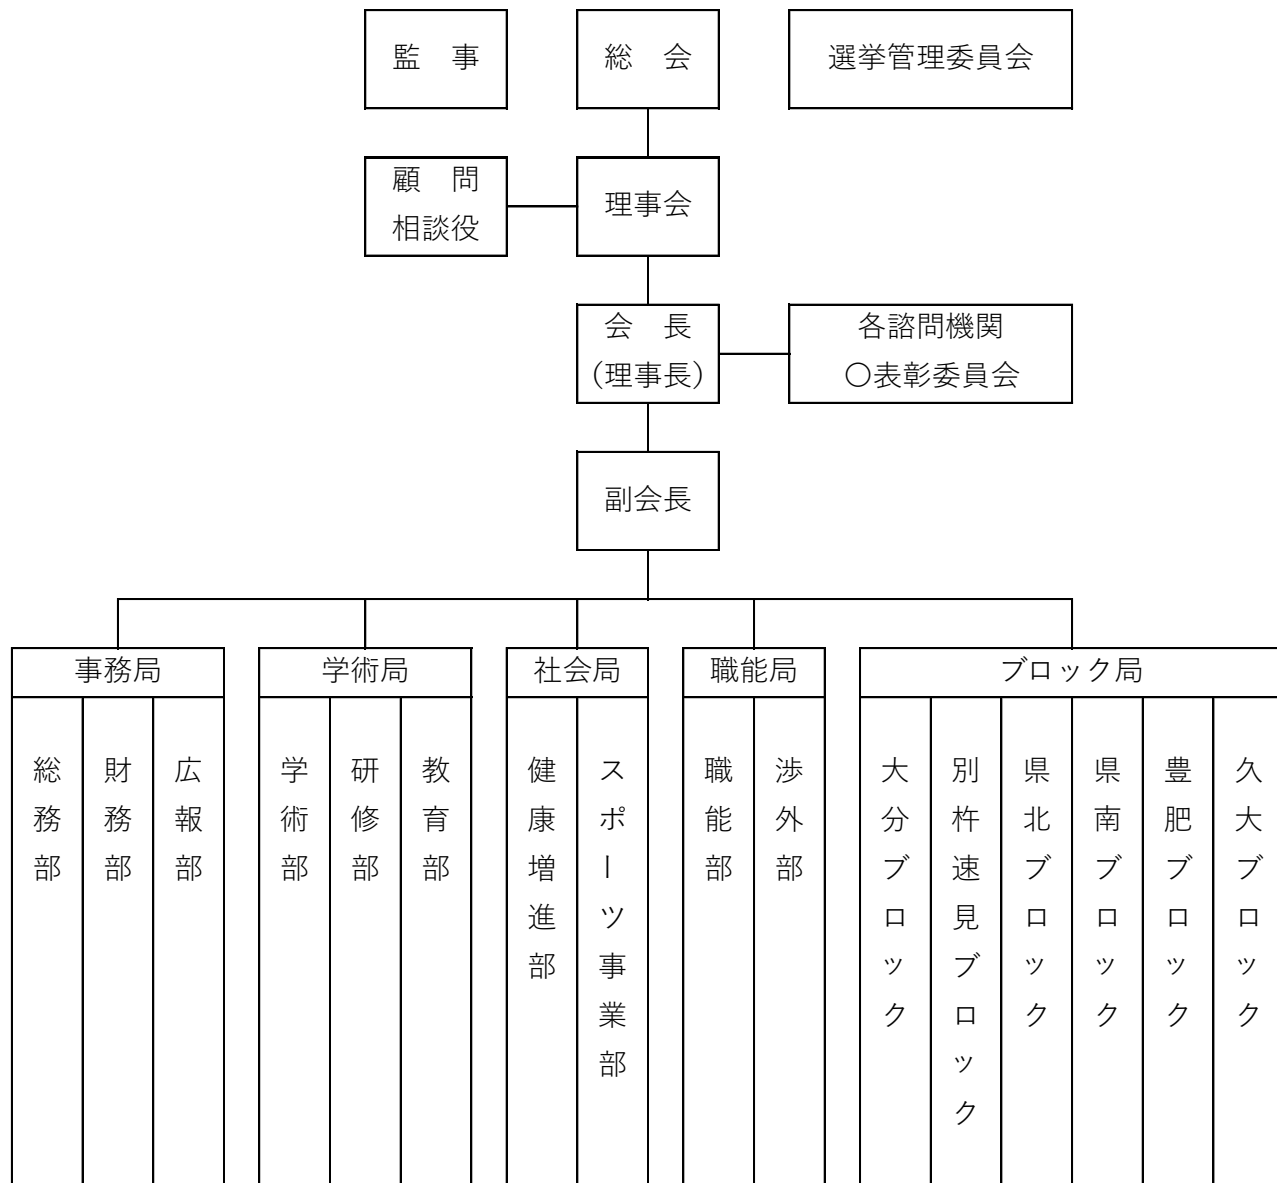 監　事
総　会
選挙管理委員会
顧　問
相談役
理事会
会　長
（理事長）
各諮問機関
〇表彰委員会
副会長
事務局
学術局
社会局
職能局
ブロック局
総務部
財務部
広報部
学術部
研修部
教育部
健康増進部
スポーツ事業部
職能部
渉外部
大分ブロック
別杵速見ブロック
県北ブロック
県南ブロック
豊肥ブロック
久大ブロック